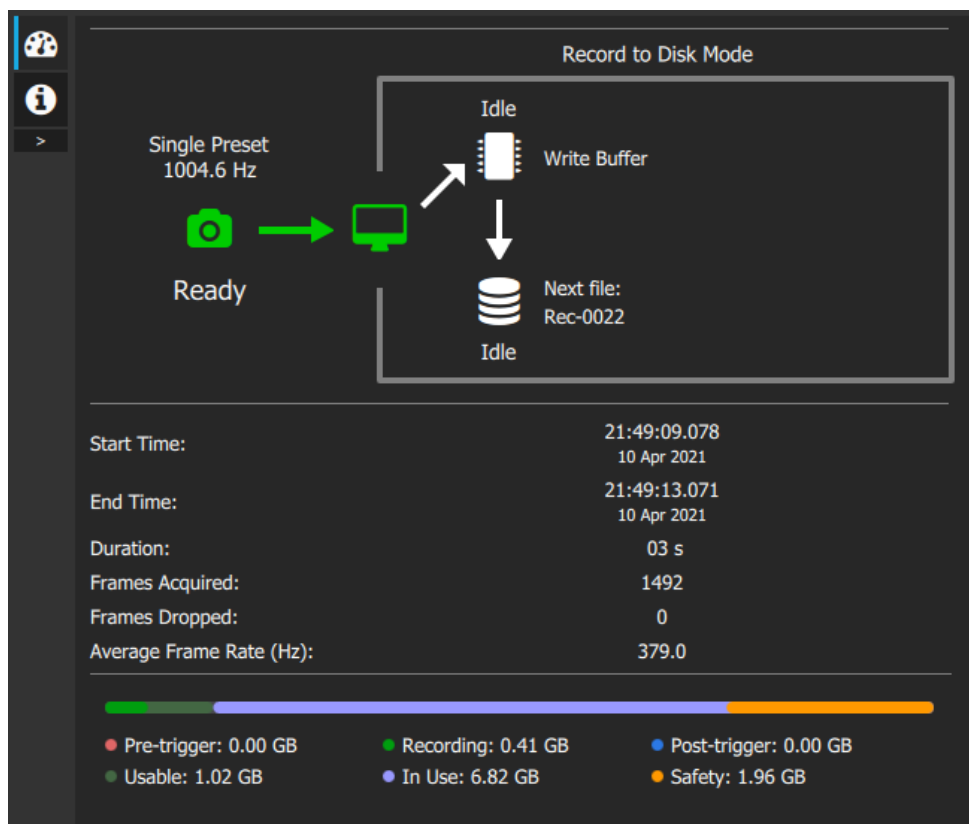 Record to Disk Mode
Idle
Single Preset
1004.6 Hz
Write Buffer
>
Ready
Next file:
Rec-0022
Idle
Start Time:
21:49:09.078
10 Apr 2021
End Time:
21:49:13.071
10 Apr 2021
Duration: 03 s
Frames Acquired: 1492
Frames Dropped: 0
Average Frame Rate (Hz): 379.0
Pre-trigger: 0.00 GB Recording: 0.41 GB Post-trigger: 0.00 GB
Usable: 1.02 GB In Use: 6.82 GB Safety: 1.96 GB